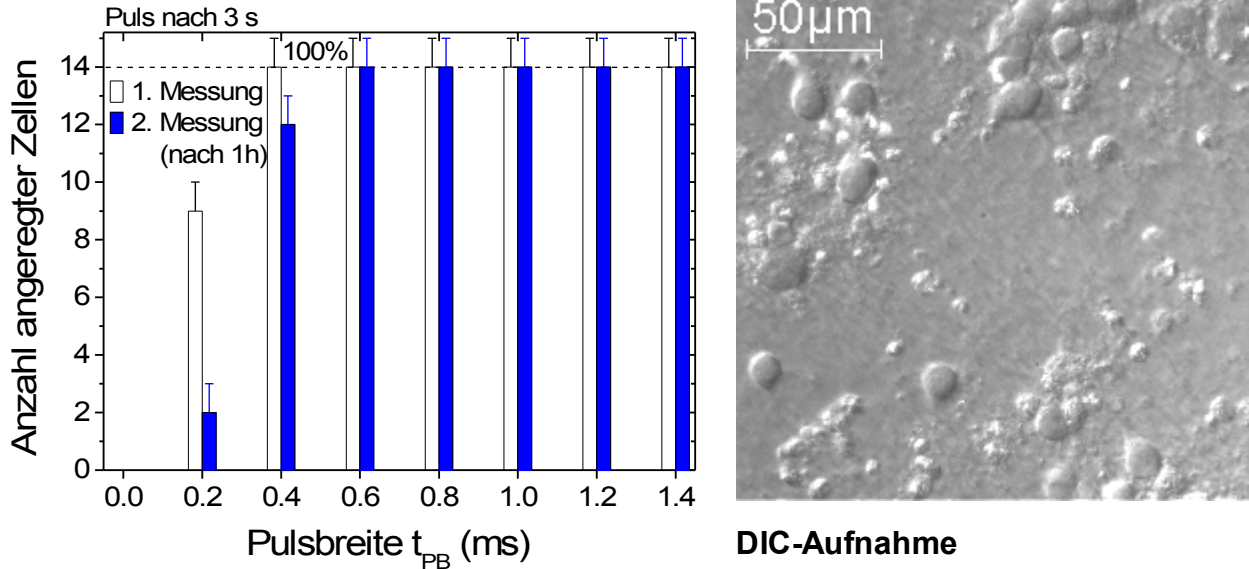 Puls nach 3 s
100%
1. Messung
2. Messung
(nach 1h)
Anzahl angeregter Zellen
14
12
10
8
6
4
2
0
0.0 0.2 0.4 0.6 0.8 1.0 1.2 1.4
Pulsbreite t_PB (ms)
50µm
DIC-Aufnahme